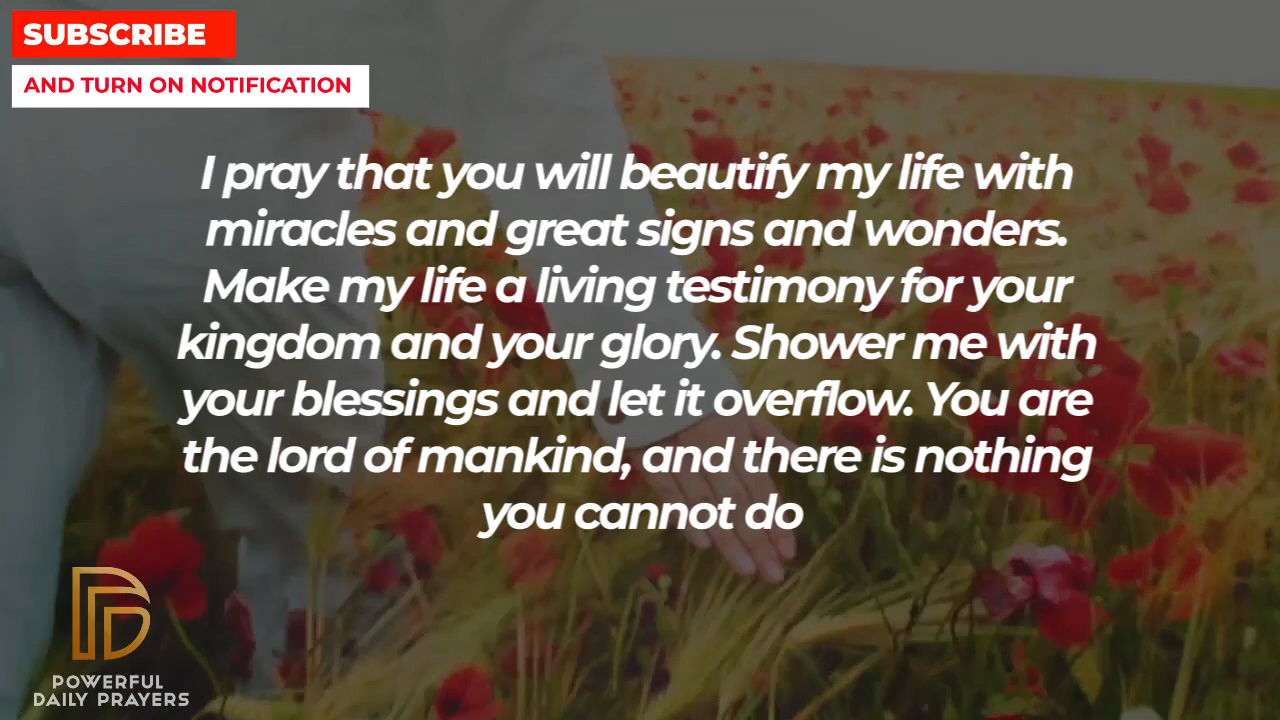 SUBSCRIBE
AND TURN ON NOTIFICATION
I pray that you will beautify my life with
miracles and great signs and wonders.
Make my life a living testimony for your
kingdom and your glory. Shower me with
your blessings and let it overflow. You are
the lord of mankind, and there is nothing
you cannot do
POWERFUL
DAILY PRAYERS